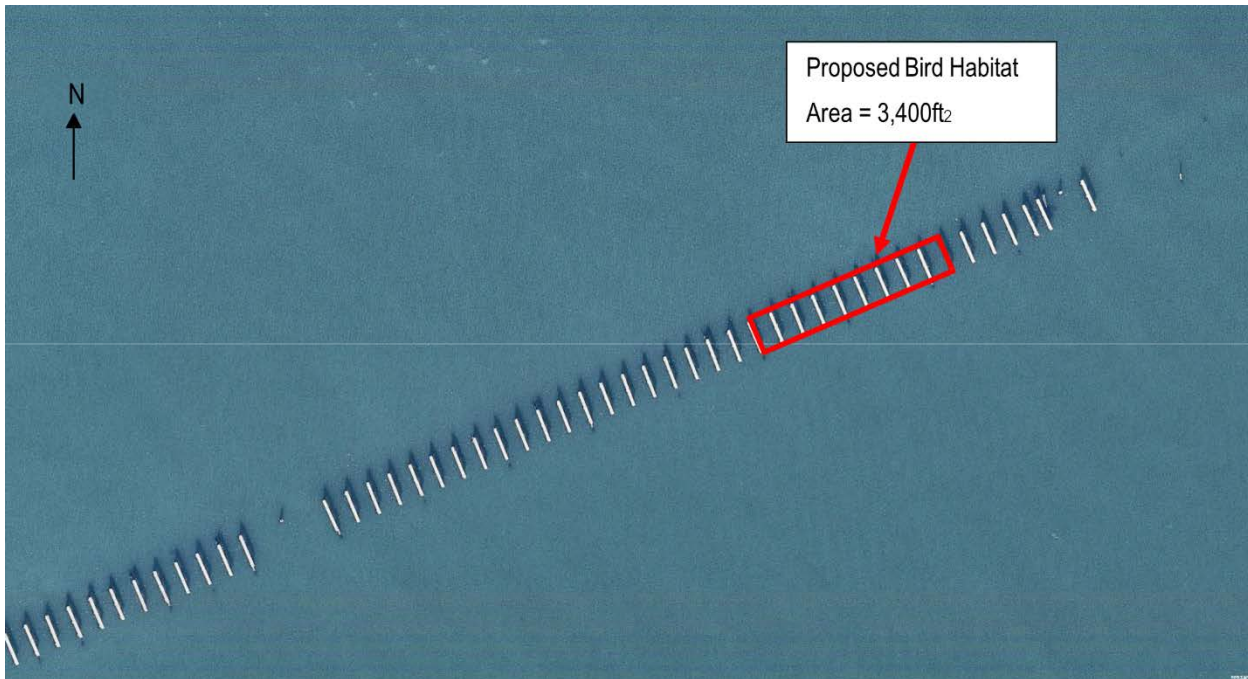 N
Proposed Bird Habitat
Area = 3,400ft2